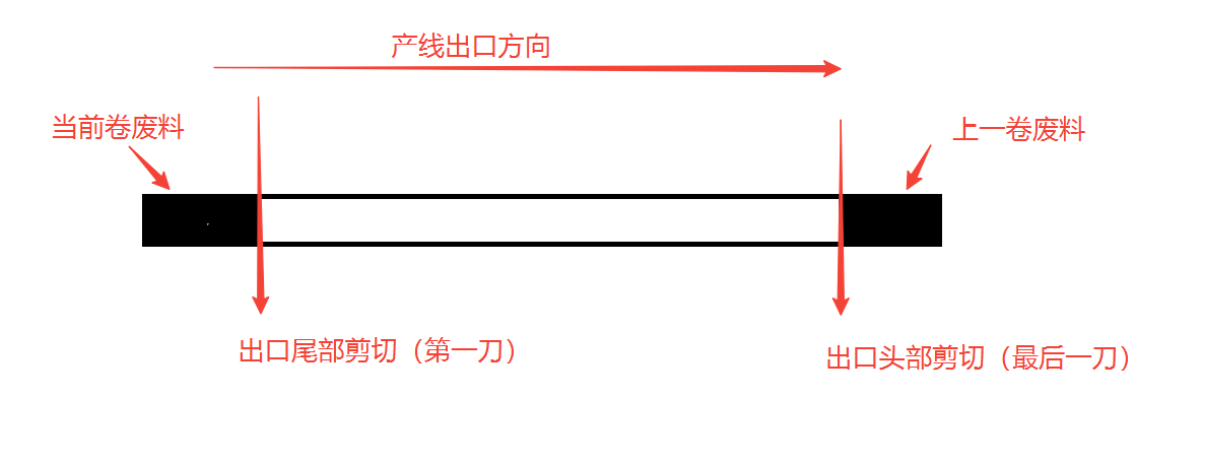 产线出口方向
当前卷废料
上一卷废料
出口尾部剪切（第一刀）
出口头部剪切（最后一刀）